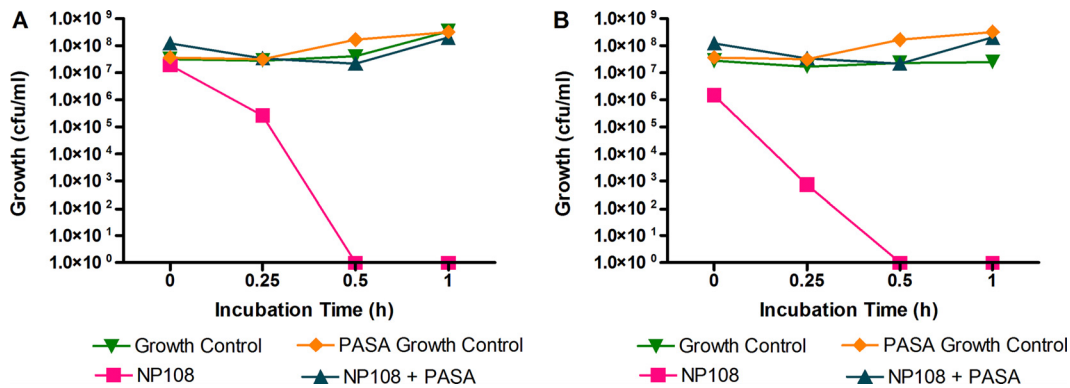 A
1.0×10⁹
1.0×10⁸
1.0×10⁷
1.0×10⁶
1.0×10⁵
1.0×10⁴
1.0×10³
1.0×10²
1.0×10¹
1.0×10⁰
Growth (cfu/ml)
0 0.25 0.5 1
Incubation Time (h)
Growth Control PASA Growth Control
NP108 NP108 + PASA
B
1.0×10⁹
1.0×10⁸
1.0×10⁷
1.0×10⁶
1.0×10⁵
1.0×10⁴
1.0×10³
1.0×10²
1.0×10¹
1.0×10⁰
Growth (cfu/ml)
0 0.25 0.5 1
Incubation Time (h)
Growth Control PASA Growth Control
NP108 NP108 + PASA